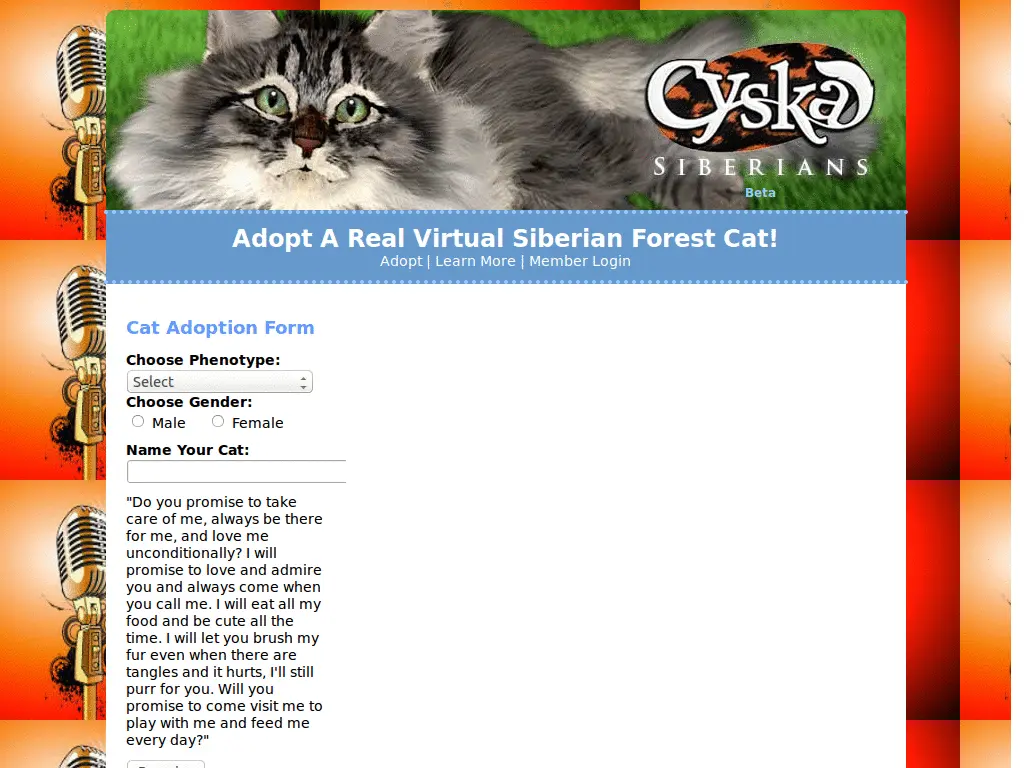 Cyska
SIBERIANS
Beta
Adopt A Real Virtual Siberian Forest Cat!
Adopt | Learn More | Member Login
Cat Adoption Form
Choose Phenotype:
Select
Choose Gender:
Male Female
Name Your Cat:
"Do you promise to take
care of me, always be there
for me, and love me
unconditionally? I will
promise to love and admire
you and always come when
you call me. I will eat all my
food and be cute all the
time. I will let you brush my
fur even when there are
tangles and it hurts, I'll still
purr for you. Will you
promise to come visit me to
play with me and feed me
every day?"